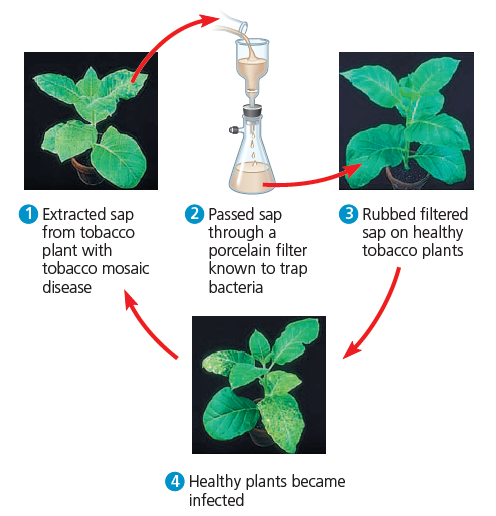 1 Extracted sap
from tobacco
plant with
tobacco mosaic
disease
2 Passed sap
through a
porcelain filter
known to trap
bacteria
3 Rubbed filtered
sap on healthy
tobacco plants
4 Healthy plants became
infected